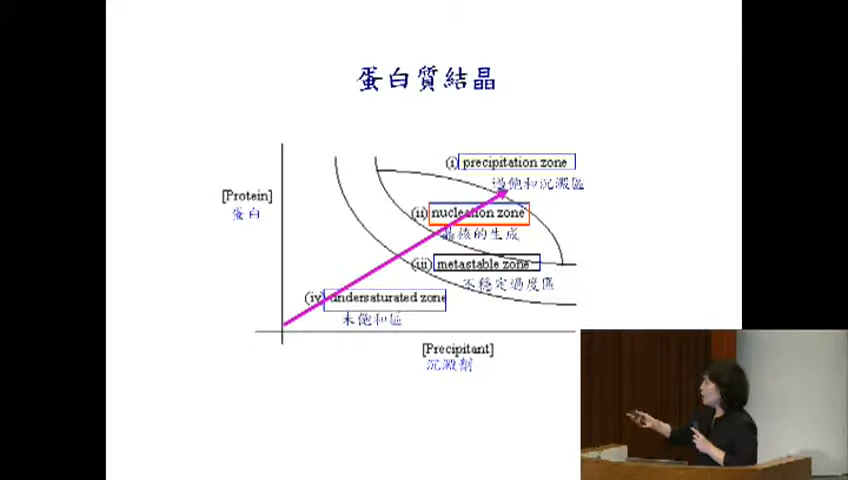 蛋白質結晶
(i) precipitation zone
過飽和沉澱區
[Protein]
蛋白
(ii) nucleation zone
晶核的生成
(iii) metastable zone
不穩定過度區
(iv) undersaturated zone
未飽和區
[Precipitant]
沉澱劑